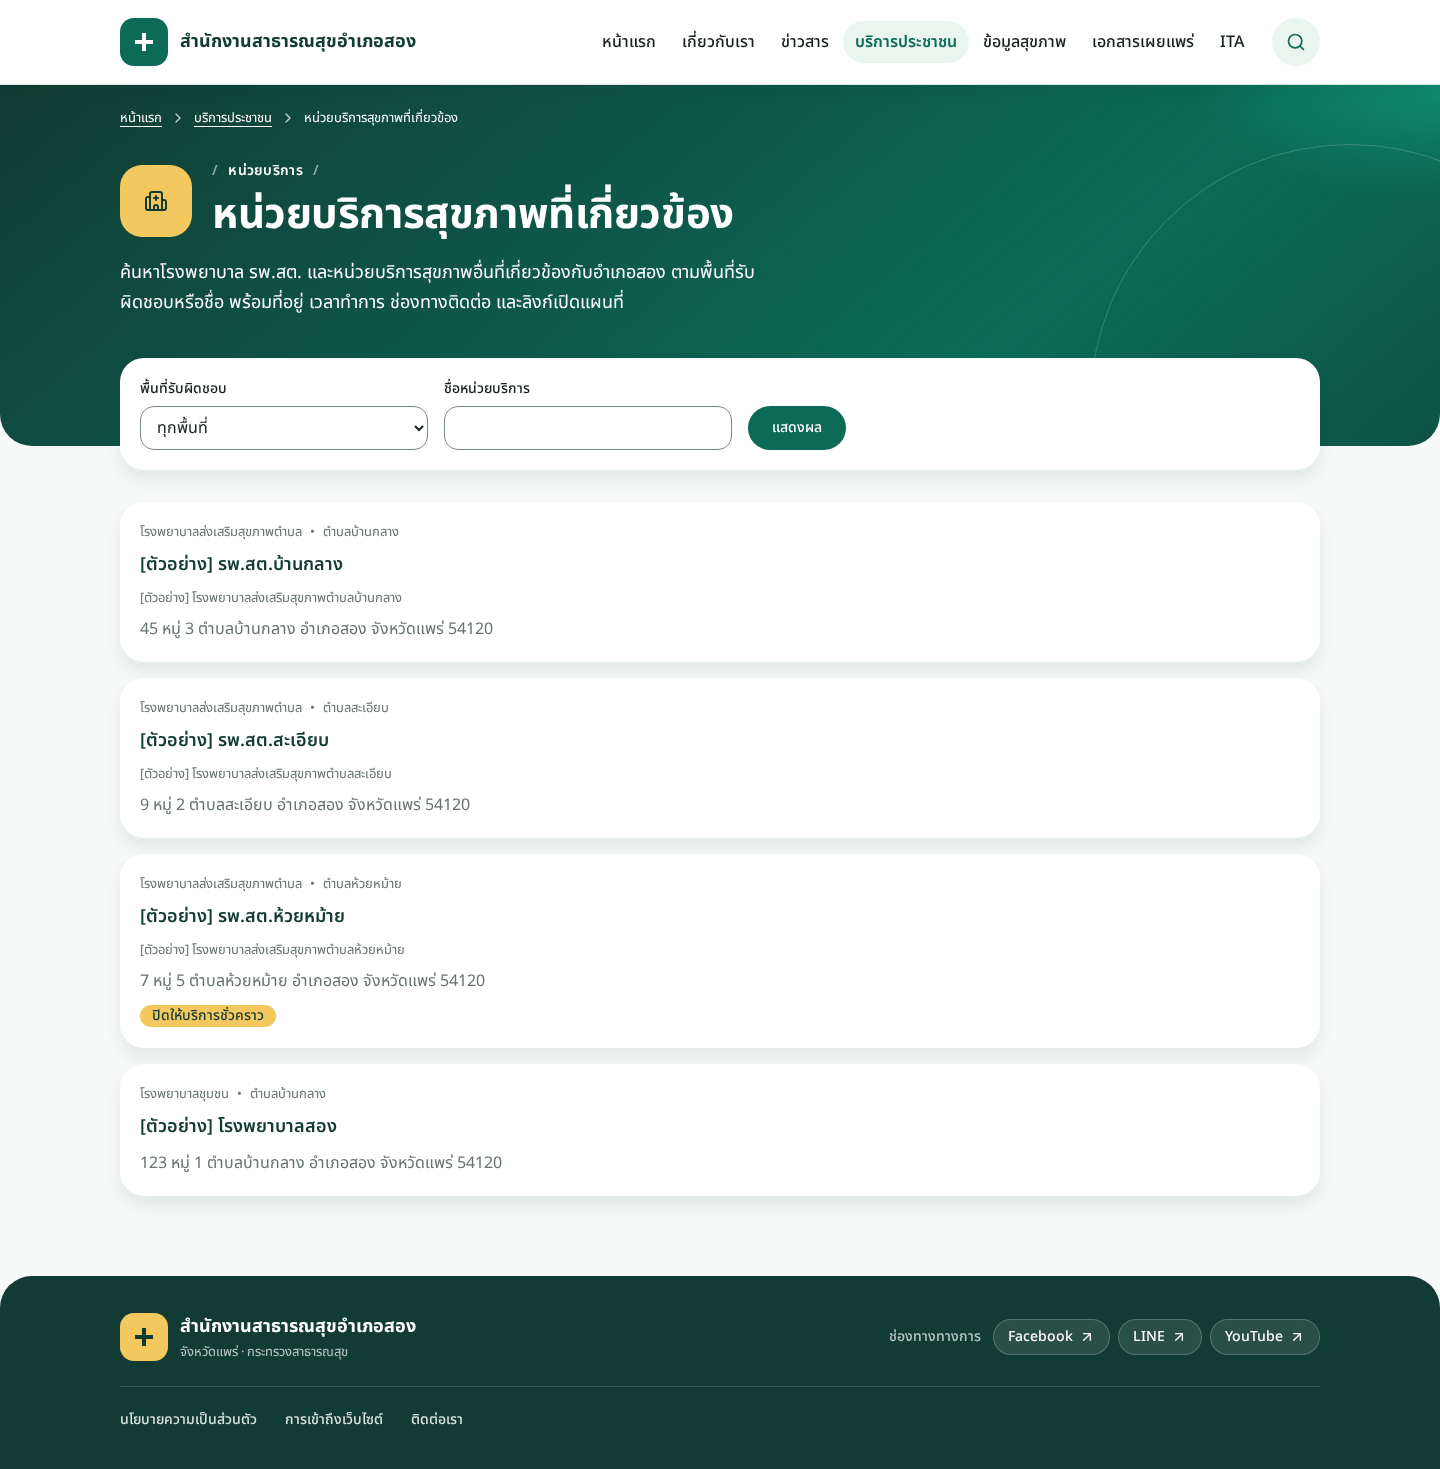 สำนักงานสาธารณสุขอำเภอสอง
หน้าแรก เกี่ยวกับเรา ข่าวสาร บริการประชาชน ข้อมูลสุขภาพ เอกสารเผยแพร่ ITA
หน้าแรก > บริการประชาชน > หน่วยบริการสุขภาพที่เกี่ยวข้อง
/ หน่วยบริการ /
หน่วยบริการสุขภาพที่เกี่ยวข้อง
ค้นหาโรงพยาบาล รพ.สต. และหน่วยบริการสุขภาพอื่นที่เกี่ยวข้องกับอำเภอสอง ตามพื้นที่รับ
ผิดชอบหรือชื่อ พร้อมที่อยู่ เวลาทำการ ช่องทางติดต่อ และลิงก์เปิดแผนที่
พื้นที่รับผิดชอบ ชื่อหน่วยบริการ
ทุกพื้นที่ แสดงผล
โรงพยาบาลส่งเสริมสุขภาพตำบล • ตำบลบ้านกลาง
[ตัวอย่าง] รพ.สต.บ้านกลาง
[ตัวอย่าง] โรงพยาบาลส่งเสริมสุขภาพตำบลบ้านกลาง
45 หมู่ 3 ตำบลบ้านกลาง อำเภอสอง จังหวัดแพร่ 54120
โรงพยาบาลส่งเสริมสุขภาพตำบล • ตำบลสะเอียบ
[ตัวอย่าง] รพ.สต.สะเอียบ
[ตัวอย่าง] โรงพยาบาลส่งเสริมสุขภาพตำบลสะเอียบ
9 หมู่ 2 ตำบลสะเอียบ อำเภอสอง จังหวัดแพร่ 54120
โรงพยาบาลส่งเสริมสุขภาพตำบล • ตำบลห้วยหม้าย
[ตัวอย่าง] รพ.สต.ห้วยหม้าย
[ตัวอย่าง] โรงพยาบาลส่งเสริมสุขภาพตำบลห้วยหม้าย
7 หมู่ 5 ตำบลห้วยหม้าย อำเภอสอง จังหวัดแพร่ 54120
ปิดให้บริการชั่วคราว
โรงพยาบาลชุมชน • ตำบลบ้านกลาง
[ตัวอย่าง] โรงพยาบาลสอง
123 หมู่ 1 ตำบลบ้านกลาง อำเภอสอง จังหวัดแพร่ 54120
สำนักงานสาธารณสุขอำเภอสอง
จังหวัดแพร่ · กระทรวงสาธารณสุข
ช่องทางทางการ Facebook LINE YouTube
นโยบายความเป็นส่วนตัว การเข้าถึงเว็บไซต์ ติดต่อเรา